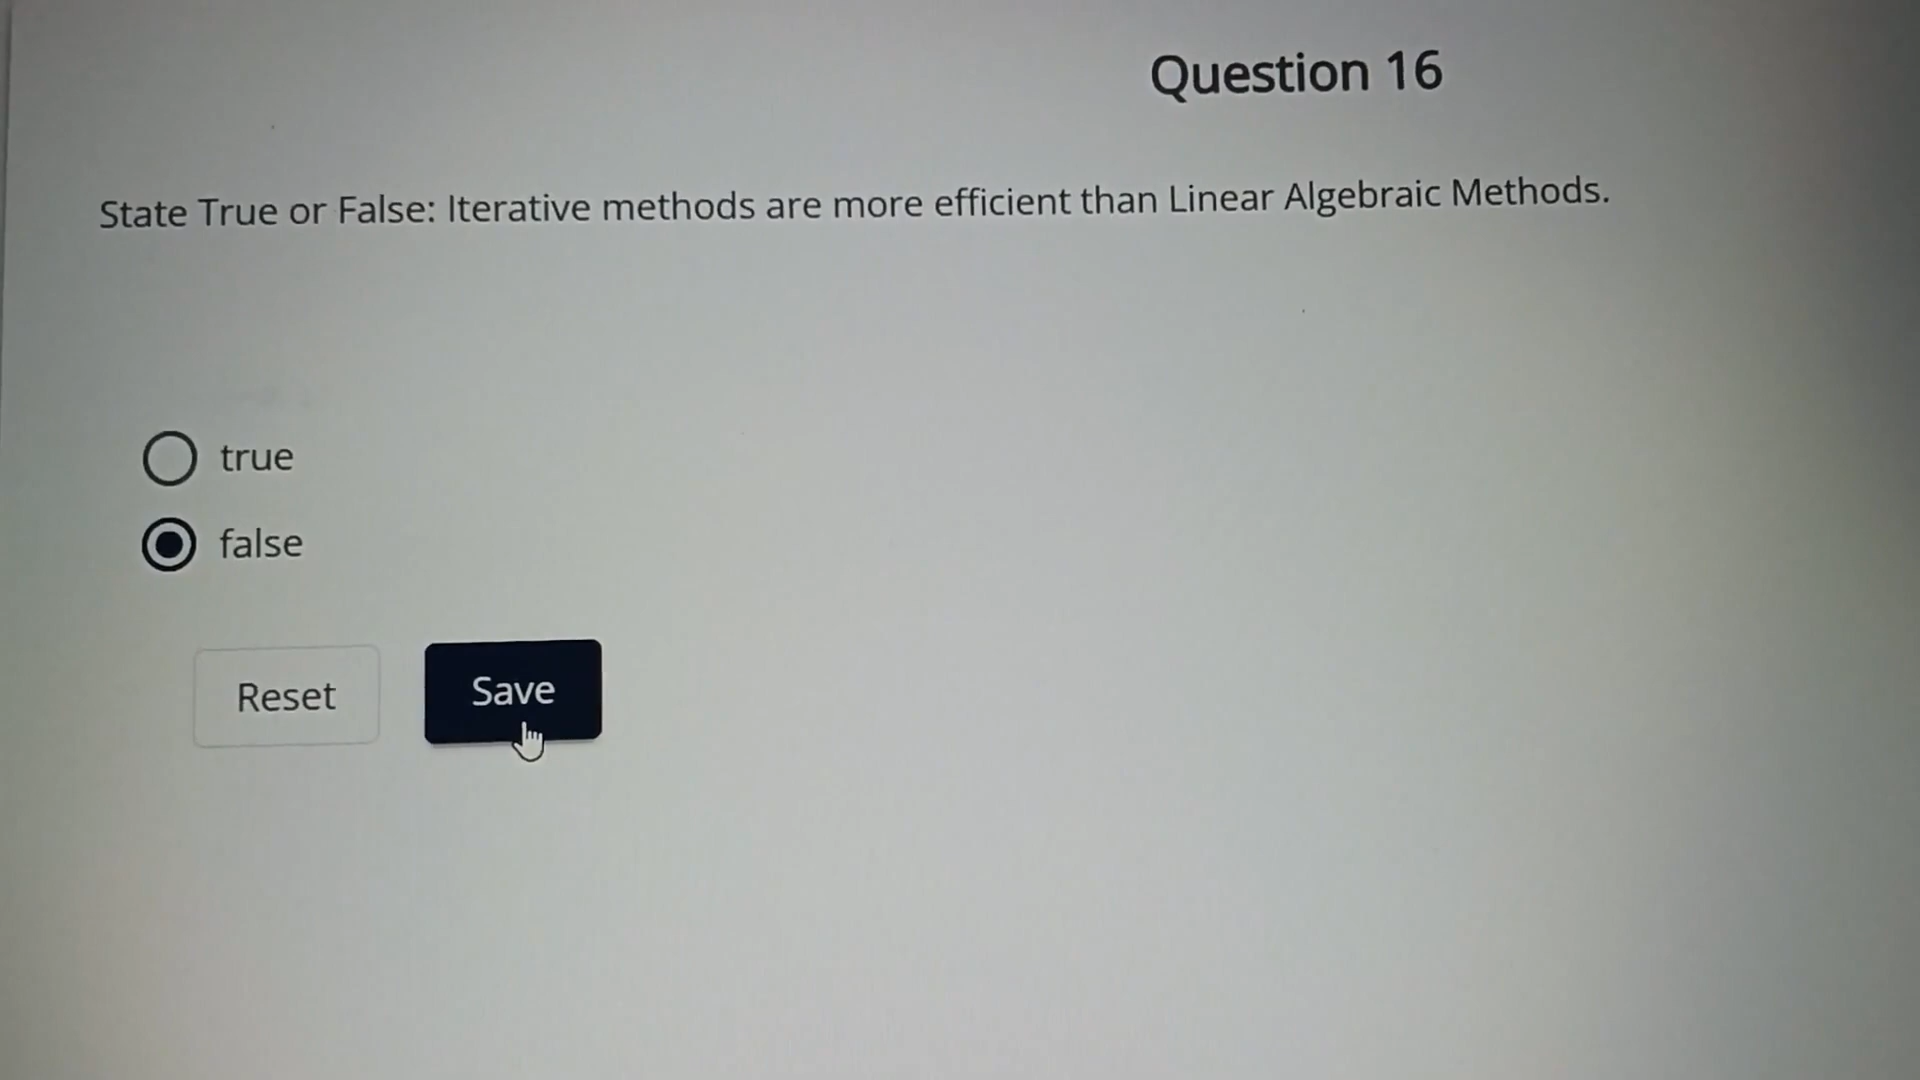 Question 16
State True or False: Iterative methods are more efficient than Linear Algebraic Methods.
true
false
Reset
Save